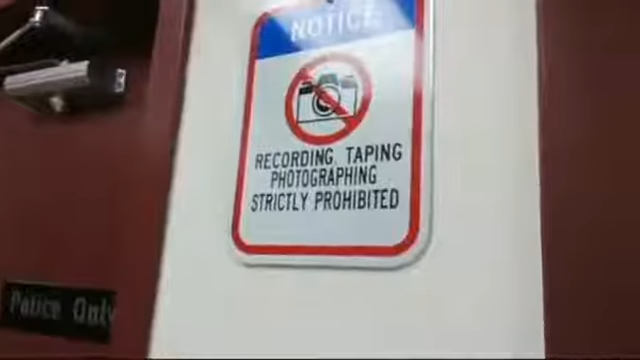 NOTICE
RECORDING, TAPING
PHOTOGRAPHING
STRICTLY PROHIBITED
Police Only